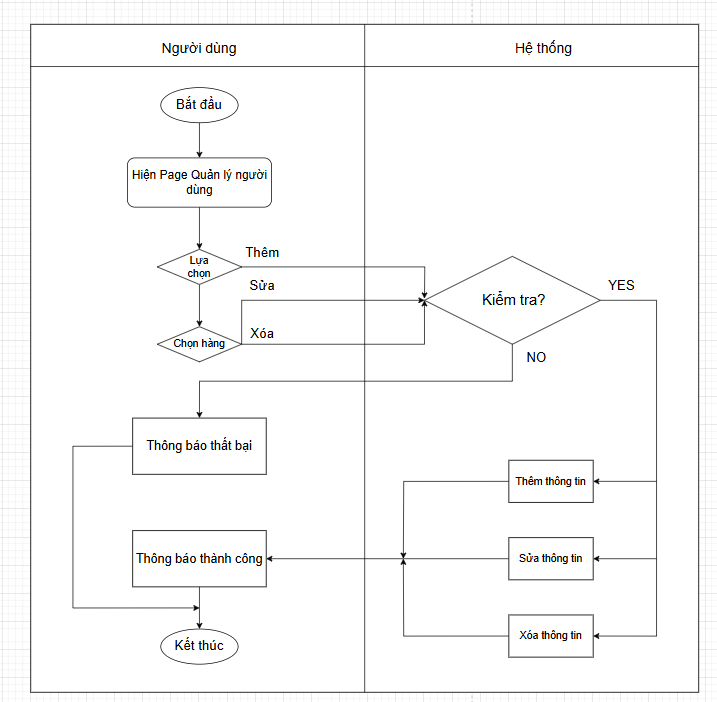 Người dùng
Hệ thống
Bắt đầu
Hiện Page Quản lý người
dùng
Lựa
chọn
Thêm
Sửa
Chọn hàng
Xóa
Kiểm tra?
YES
NO
Thông báo thất bại
Thêm thông tin
Thông báo thành công
Sửa thông tin
Xóa thông tin
Kết thúc